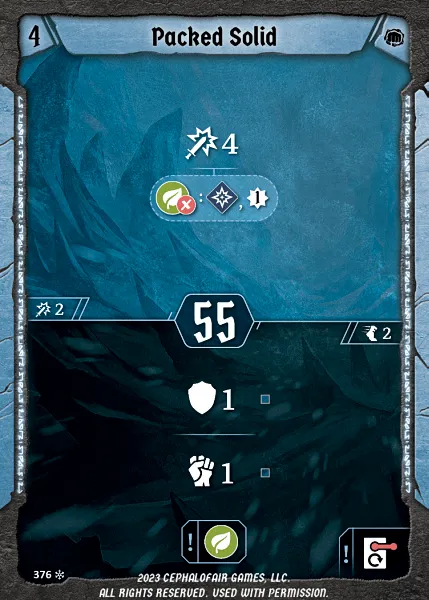 4 Packed Solid
4
: , 1
2
55
2
1
1
!
!
376
2023 CEPHALOFAIR GAMES, LLC.
ALL RIGHTS RESERVED. USED WITH PERMISSION.